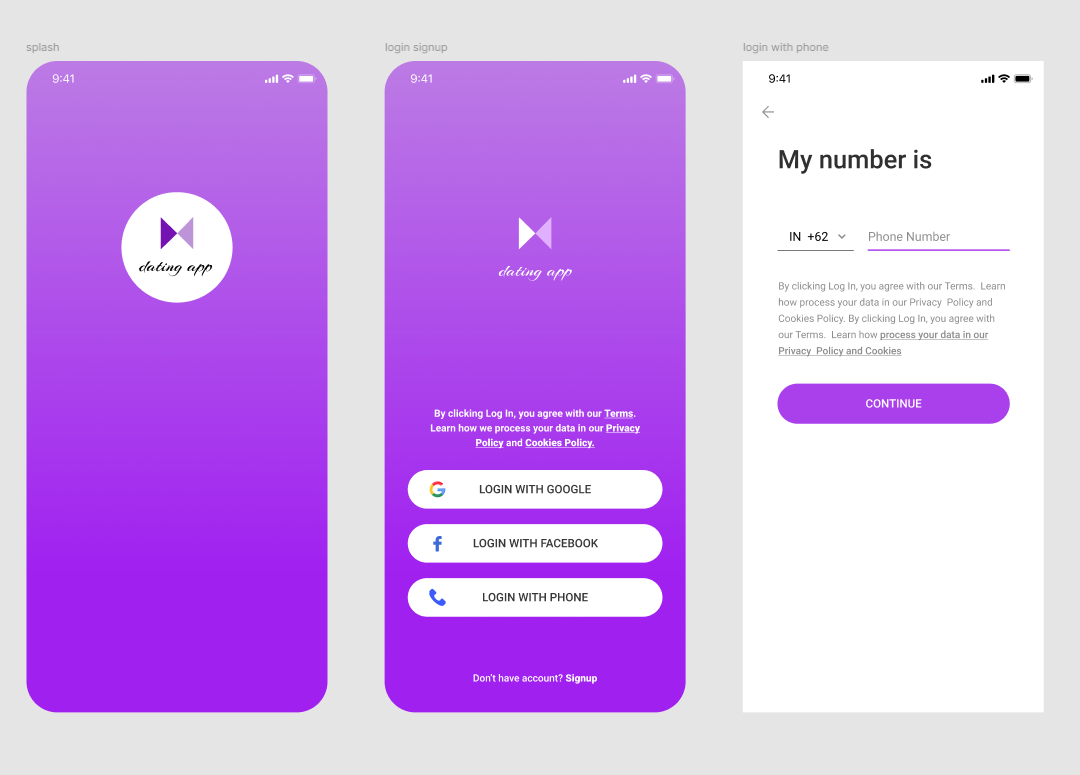 splash
9:41
dating app
login signup
9:41
dating app
By clicking Log In, you agree with our Terms.
Learn how we process your data in our Privacy
Policy and Cookies Policy.
LOGIN WITH GOOGLE
LOGIN WITH FACEBOOK
LOGIN WITH PHONE
Don't have account? Signup
login with phone
9:41
My number is
IN +62
Phone Number
By clicking Log In, you agree with our Terms. Learn
how process your data in our Privacy Policy and
Cookies Policy. By clicking Log In, you agree with
our Terms. Learn how process your data in our
Privacy Policy and Cookies
CONTINUE